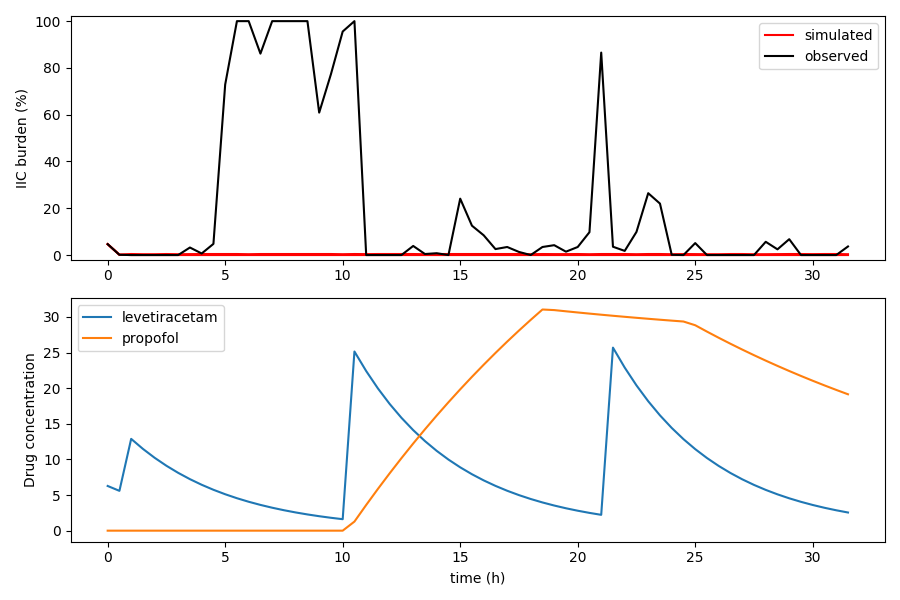 100
80
60
40
20
0
IIC burden (%)
simulated
observed
0 5 10 15 20 25 30
30
25
20
15
10
5
0
Drug concentration
levetiracetam
propofol
0 5 10 15 20 25 30
time (h)